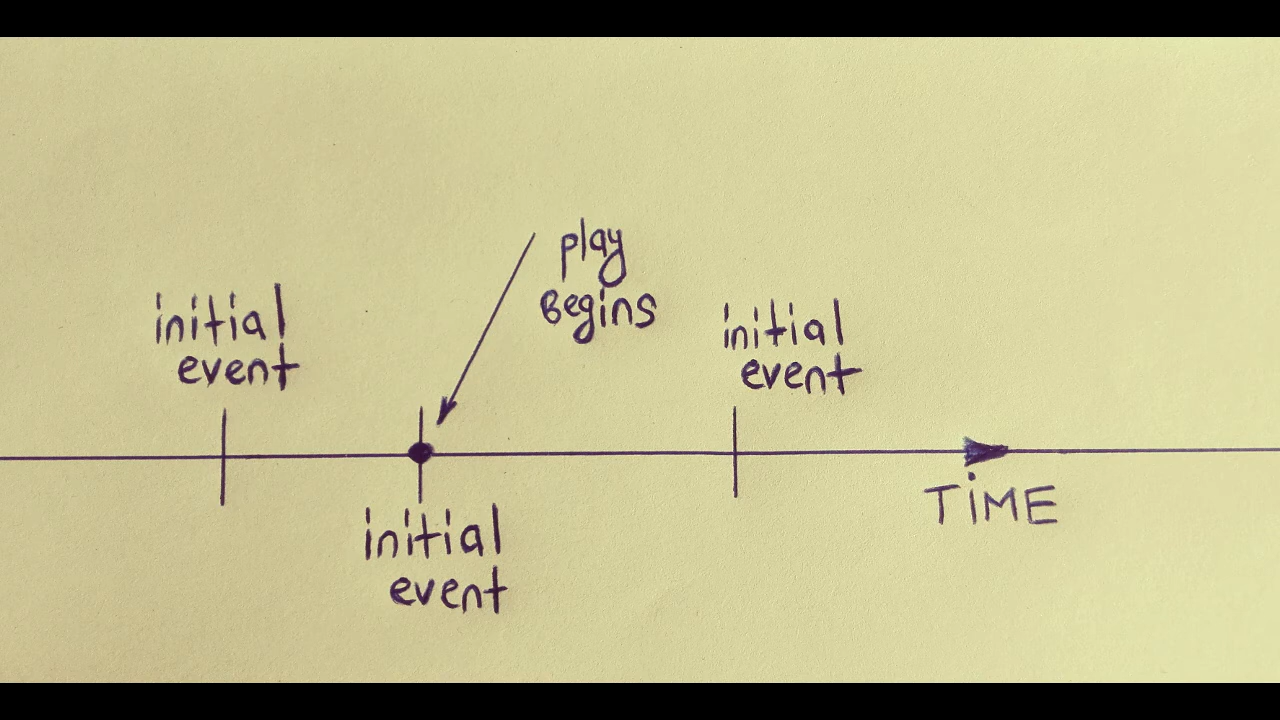 play
Begins
initial
event
initial
event
initial
event
TiME